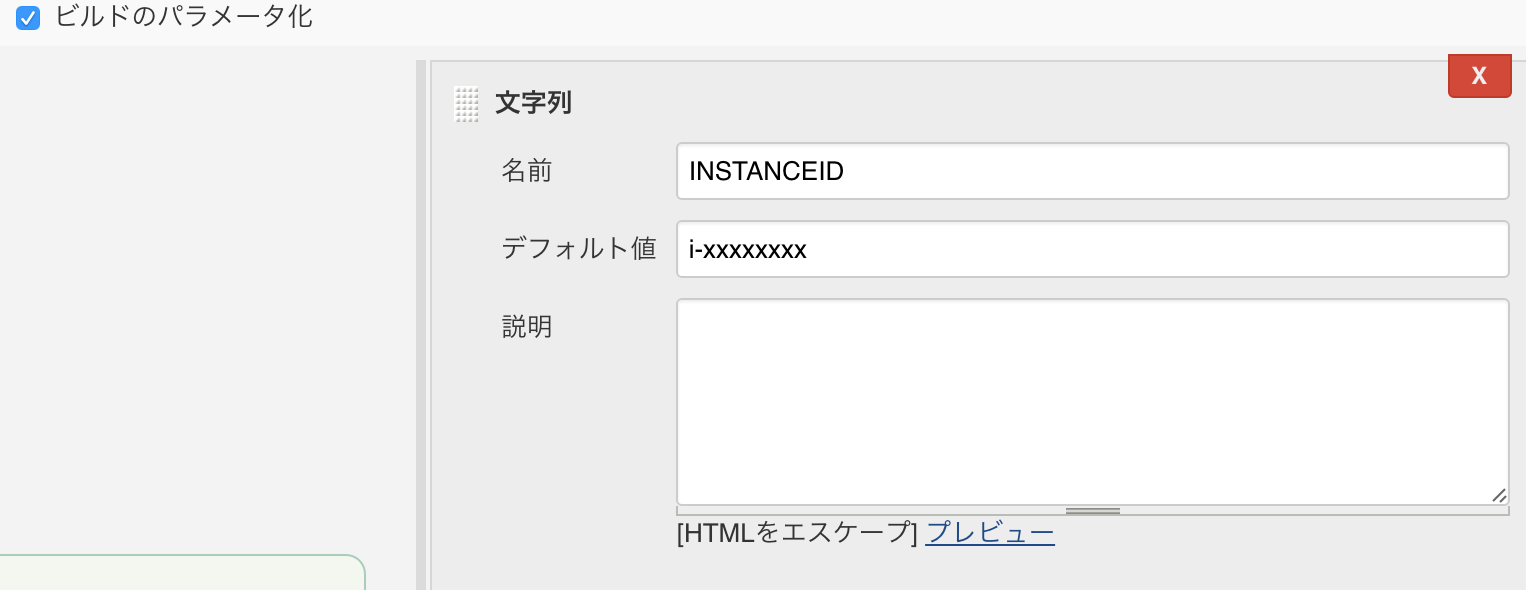 ビルドのパラメータ化
X
文字列
名前 INSTANCEID
デフォルト値 i-xxxxxxxx
説明
[HTMLをエスケープ] プレビュー